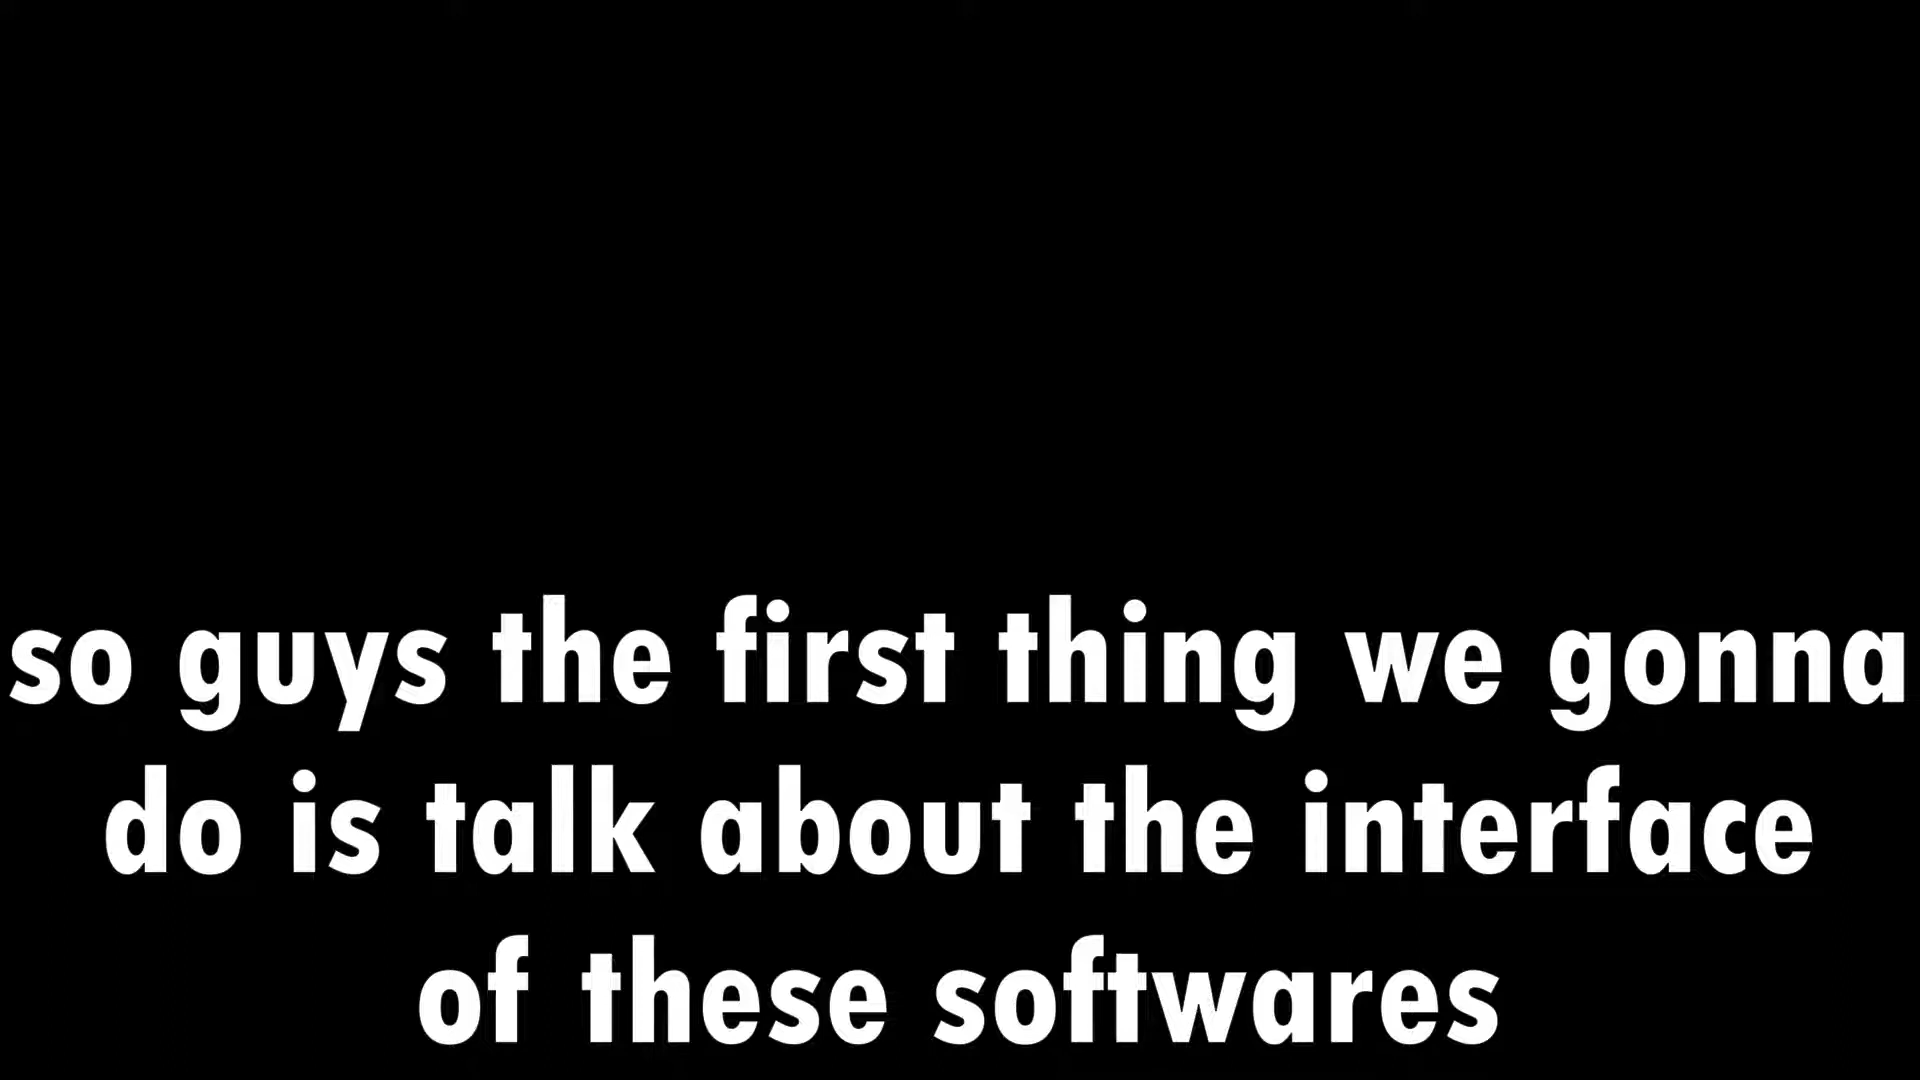 so guys the first thing we gonna
do is talk about the interface
of these softwares